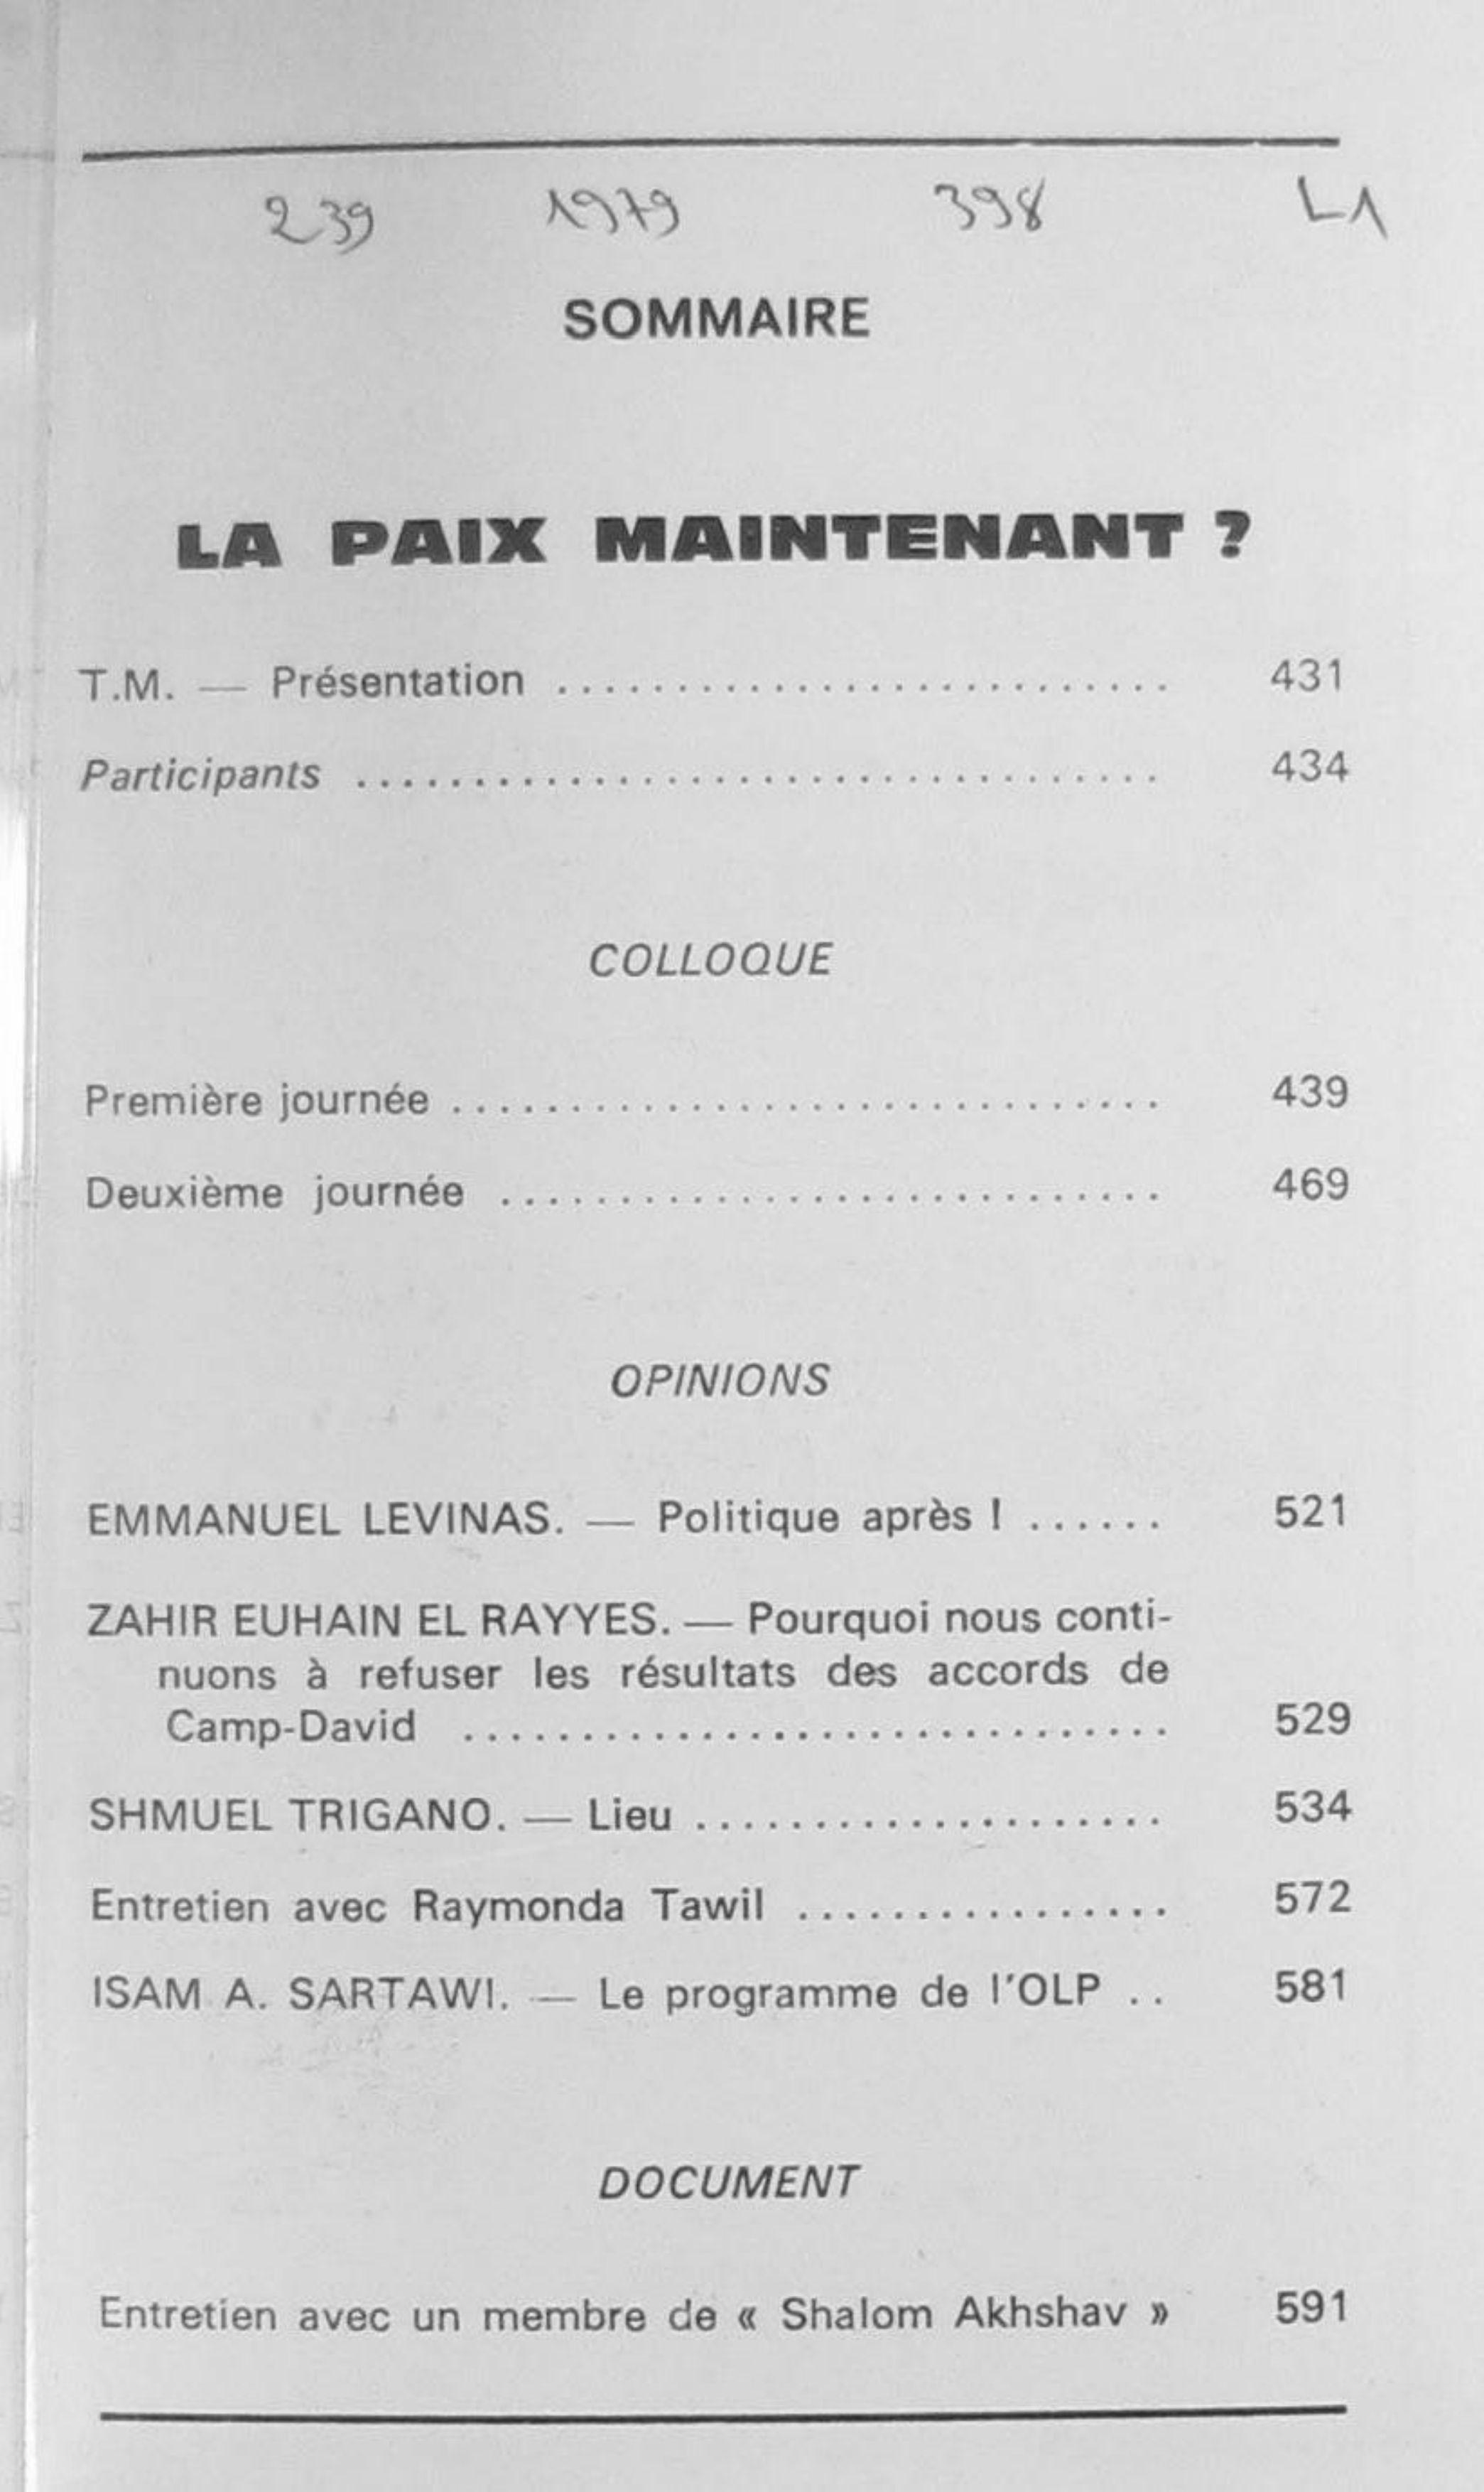 239 1979 398 L1
SOMMAIRE
LA PAIX MAINTENANT ?
T.M. — Présentation ........................... 431
Participants ................................... 434
COLLOQUE
Première journée .............................. 439
Deuxième journée ............................ 469
OPINIONS
EMMANUEL LEVINAS. — Politique après ! ...... 521
ZAHIR EUHAIN EL RAYYES. — Pourquoi nous conti-
nuons à refuser les résultats des accords de
Camp-David .............................. 529
SHMUEL TRIGANO. — Lieu .................... 534
Entretien avec Raymonda Tawil ................ 572
ISAM A. SARTAWI. — Le programme de l'OLP .. 581
DOCUMENT
Entretien avec un membre de « Shalom Akhshav » 591